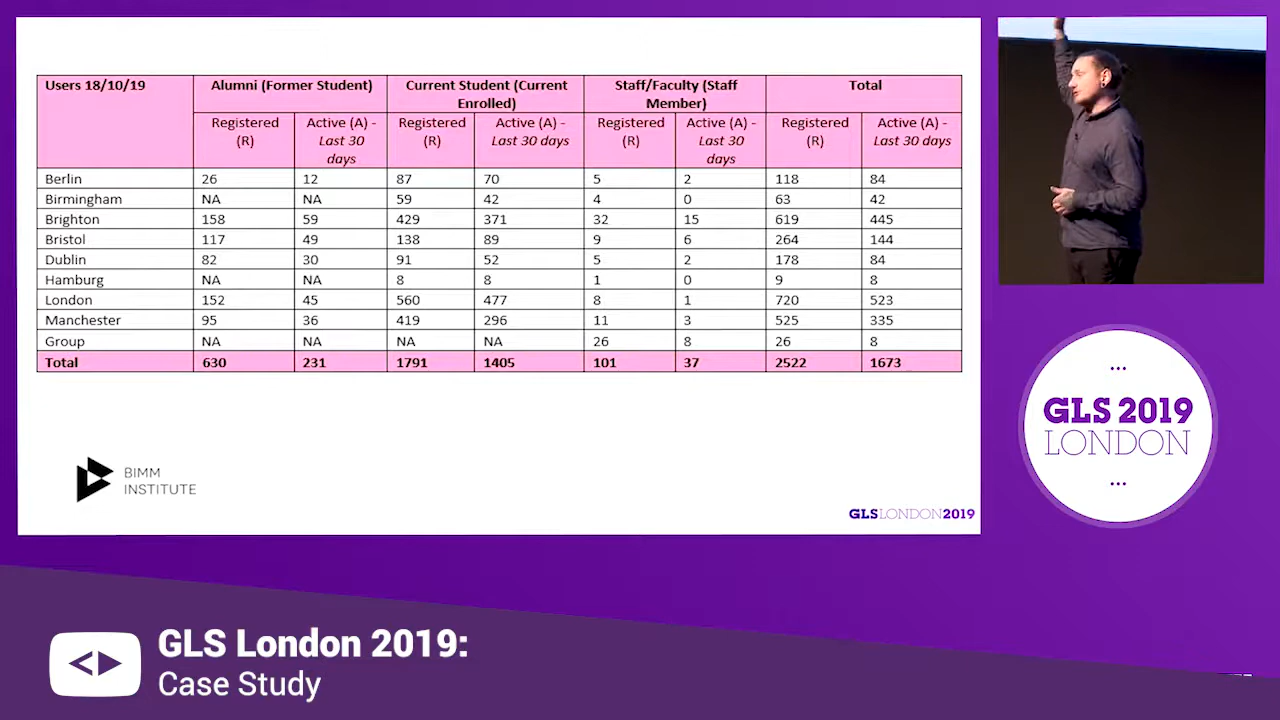 Users 18/10/19 Alumni (Former Student) Current Student (Current Enrolled) Staff/Faculty (Staff Member) Total
Registered (R) Active (A) - Last 30 days Registered (R) Active (A) - Last 30 days Registered (R) Active (A) - Last 30 days Registered (R) Active (A) - Last 30 days
Berlin 26 12 87 70 5 2 118 84
Birmingham NA NA 59 42 4 0 63 42
Brighton 158 59 429 371 32 15 619 445
Bristol 117 49 138 89 9 6 264 144
Dublin 82 30 91 52 5 2 178 84
Hamburg NA NA 8 8 1 0 9 8
London 152 45 560 477 8 1 720 523
Manchester 95 36 419 296 11 3 525 335
Group NA NA NA NA 26 8 26 8
Total 630 231 1791 1405 101 37 2522 1673
BIMM
INSTITUTE
GLSLONDON2019
...
GLS 2019
LONDON
...
GLS London 2019:
Case Study